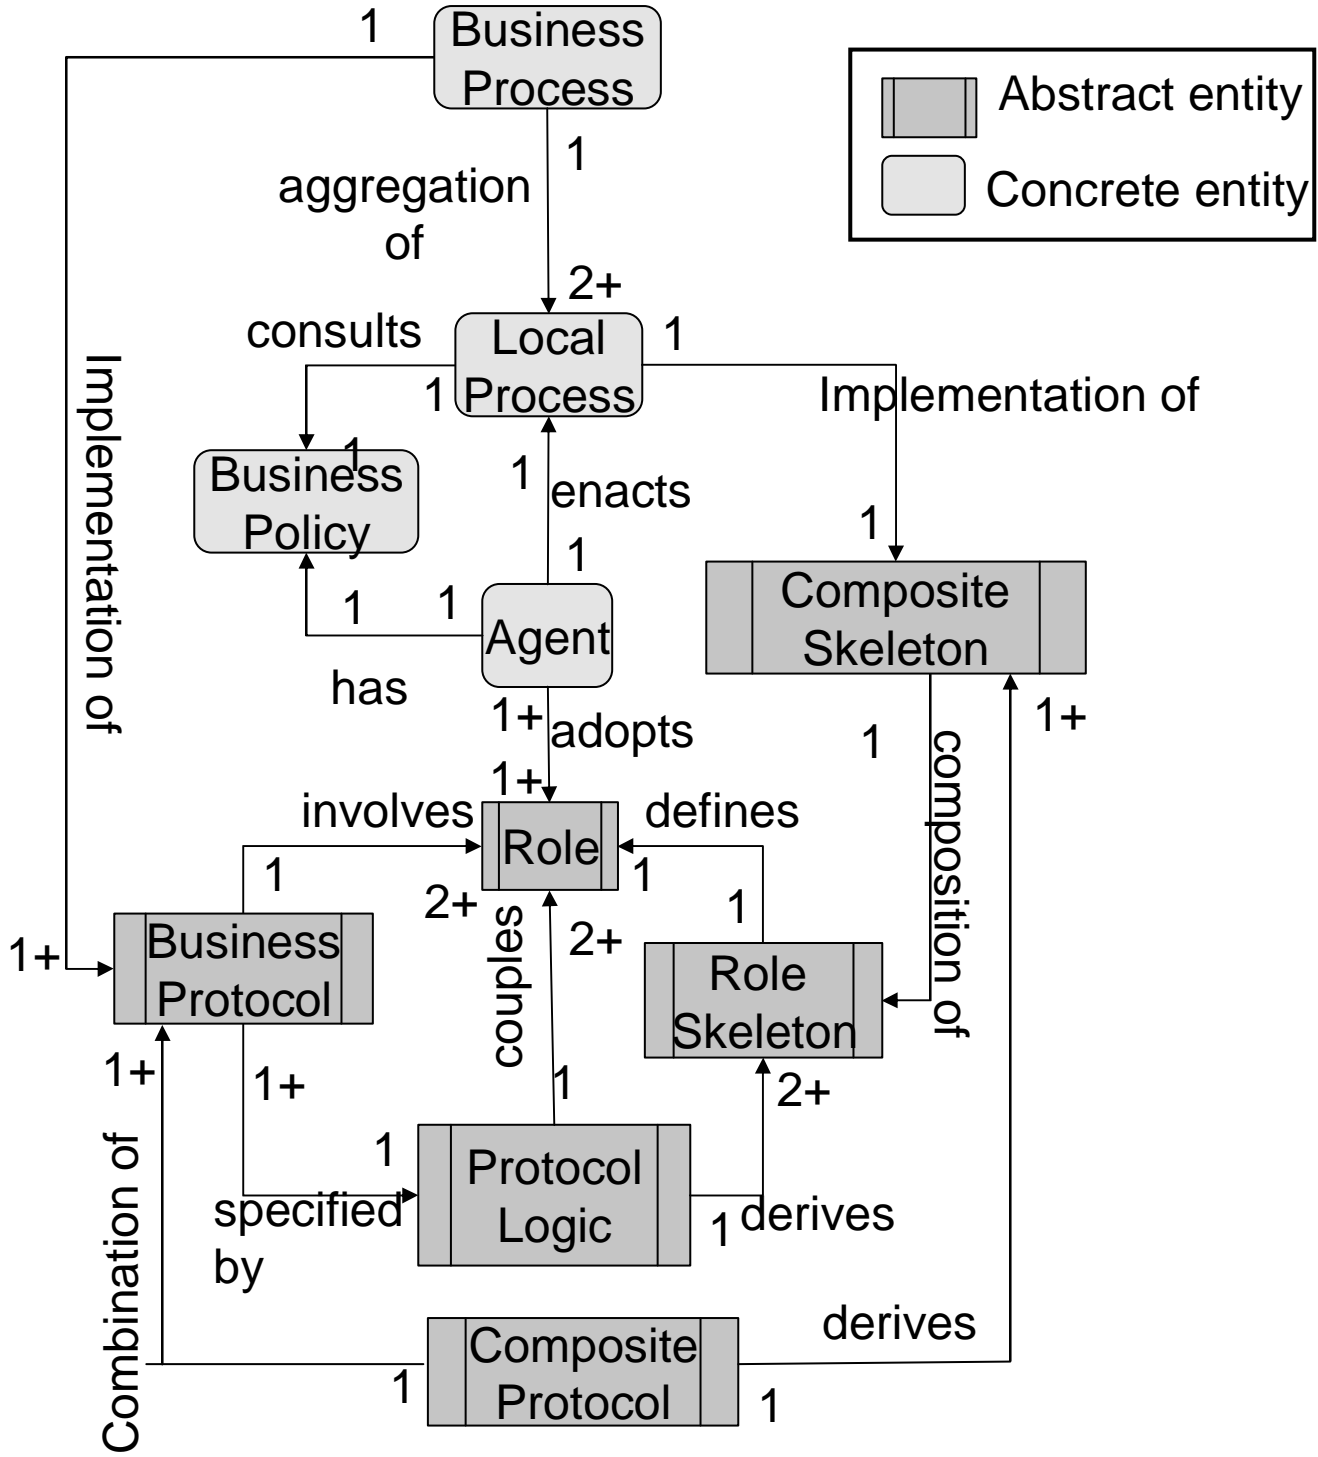 1
Business
Process
Abstract entity
Concrete entity
1
aggregation
of
2+
consults
Local
Process
1
1
Implementation of
Implementation of
1
Business
Policy
1
enacts
1
1
Composite
Skeleton
1
1
Agent
has
1+
adopts
1+
1
1+
composition of
involves
Role
defines
1
2+
couples
2+
1
1
1+
Business
Protocol
Role
Skeleton
1+
1+
1
2+
Combination of
1
specified
by
Protocol
Logic
1
derives
Composite
Protocol
derives
1
1